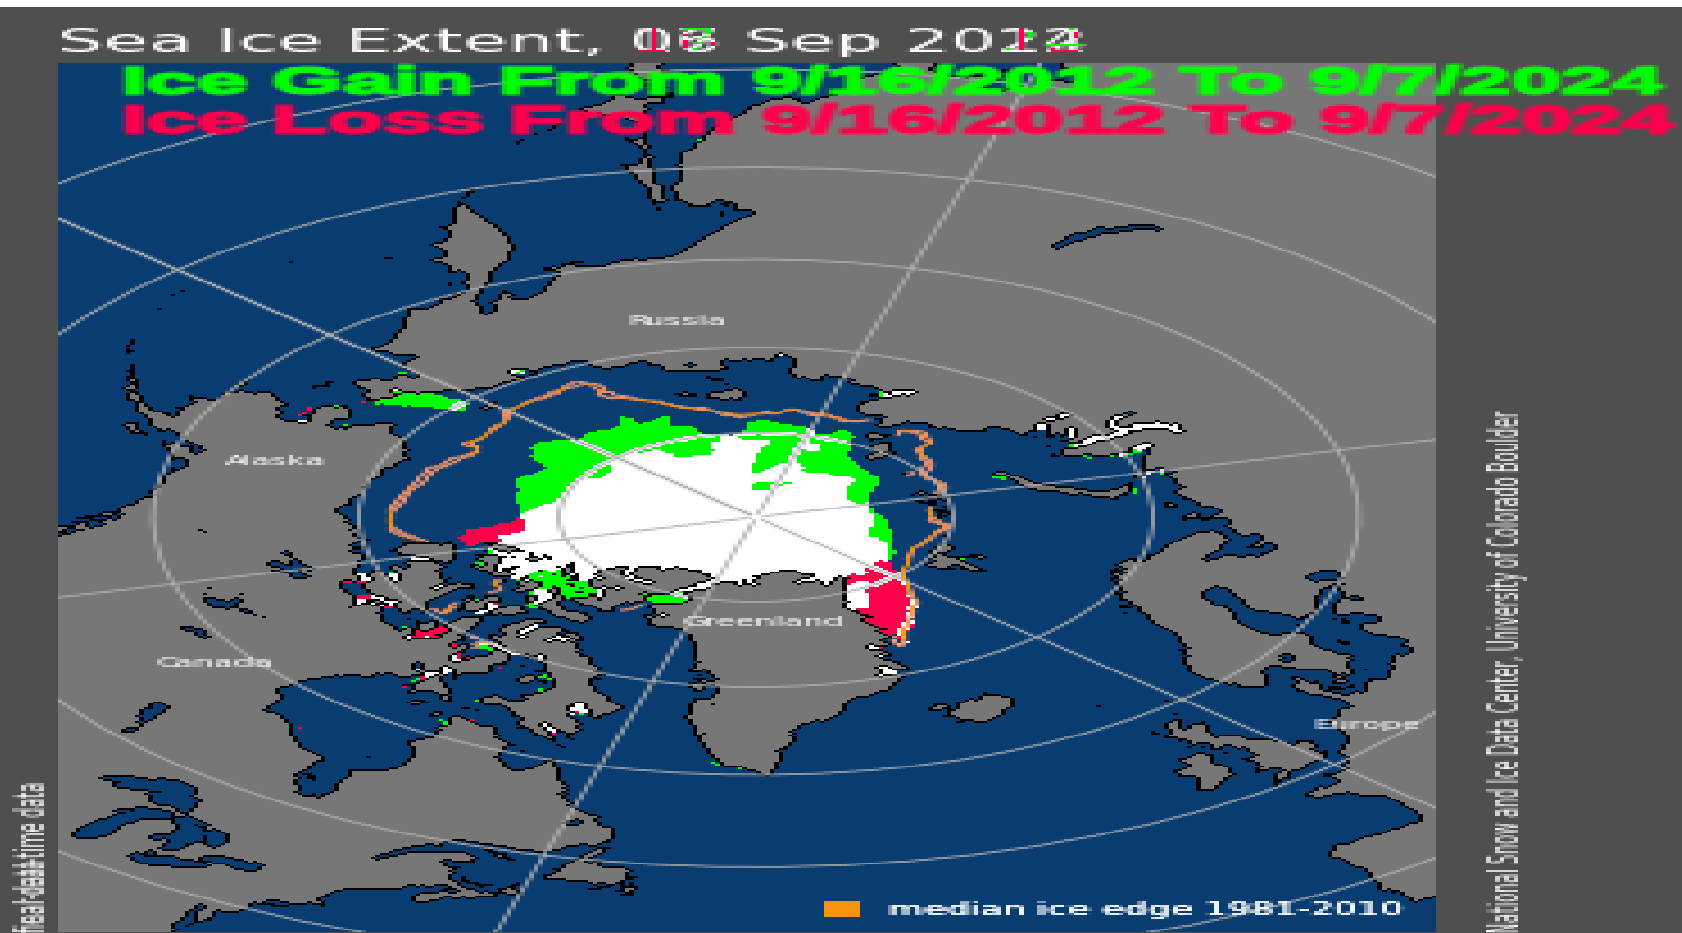 Sea Ice Extent, Sep
Ice Gain From 9/16/2012 To 9/7/2024
Ice Loss From 9/16/2012 To 9/7/2024
Russia
Alaska
Greenland
Canada
Europe
median ice edge 1981-2010
data
National Snow and Ice Data Center, University of Colorado Boulder